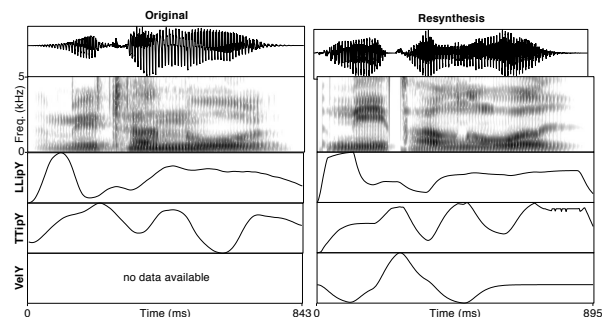 Original
Resynthesis
5
Freq. (kHz)
0
LLipY
TTipY
VelY
no data available
0
Time (ms)
843
0
Time (ms)
895